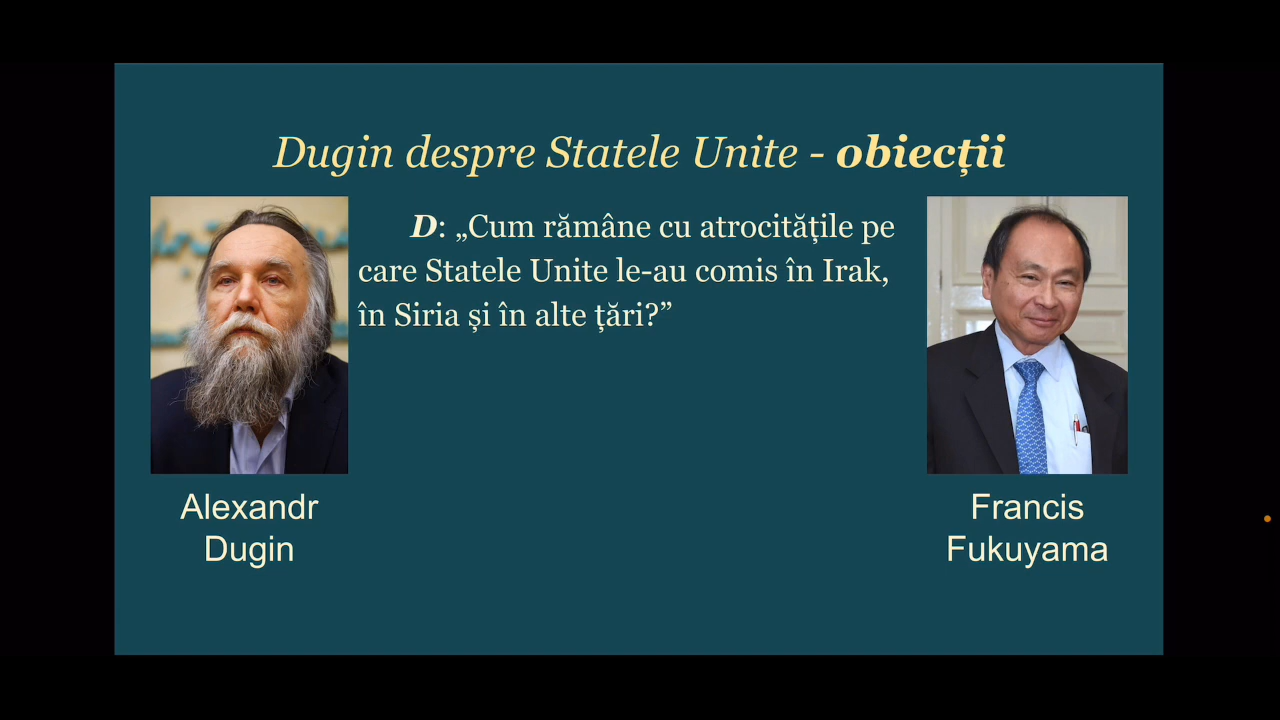 Dugin despre Statele Unite - obiecții
D: „Cum rămâne cu atrocitățile pe
care Statele Unite le-au comis în Irak,
în Siria și în alte țări?”
Alexandr
Dugin
Francis
Fukuyama